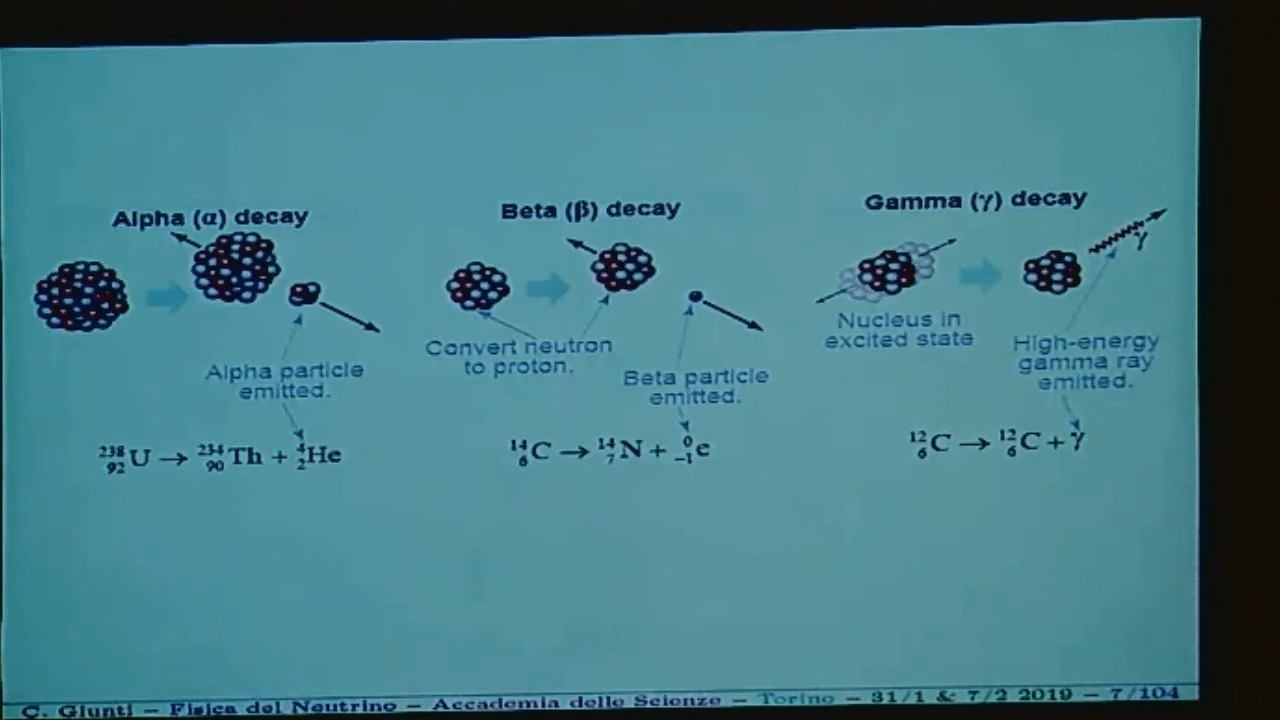 Alpha (α) decay
Alpha particle
emitted.
²³⁸₉₂U → ²³⁴₉₀Th + ⁴₂He
Beta (β) decay
Convert neutron
to proton.
Beta particle
emitted.
¹⁴₆C → ¹⁴₇N + ⁰₋₁e
Gamma (γ) decay
γ
Nucleus in
excited state
High-energy
gamma ray
emitted.
¹²₆C → ¹²₆C + γ
C. Giunti – Fisica del Neutrino – Accademia delle Scienze – Torino – 31/1 & 7/2 2019 – 7/104